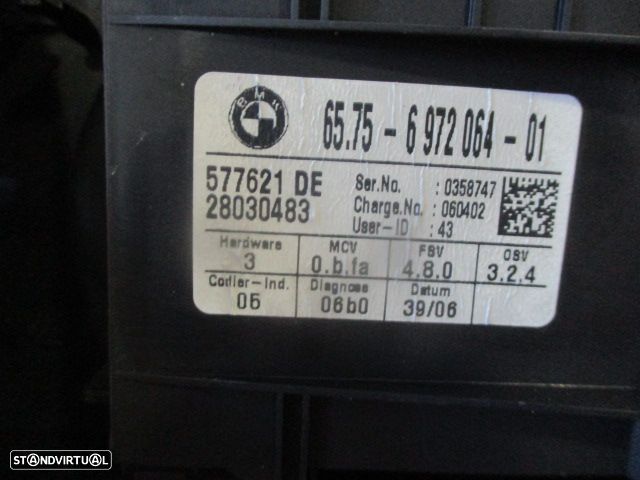 BMW
65.75 - 6 972 064 - 01
577621 DE
28030483
Ser.No. : 0358747
Charge.No. : 060402
User-ID : 43
Hardware MCV FSV OSV
3 0.b.fa 4.8.0 3.2.4
Codier-Ind. Diagnose Datum
05 06b0 39/06
STANDVIRTUAL